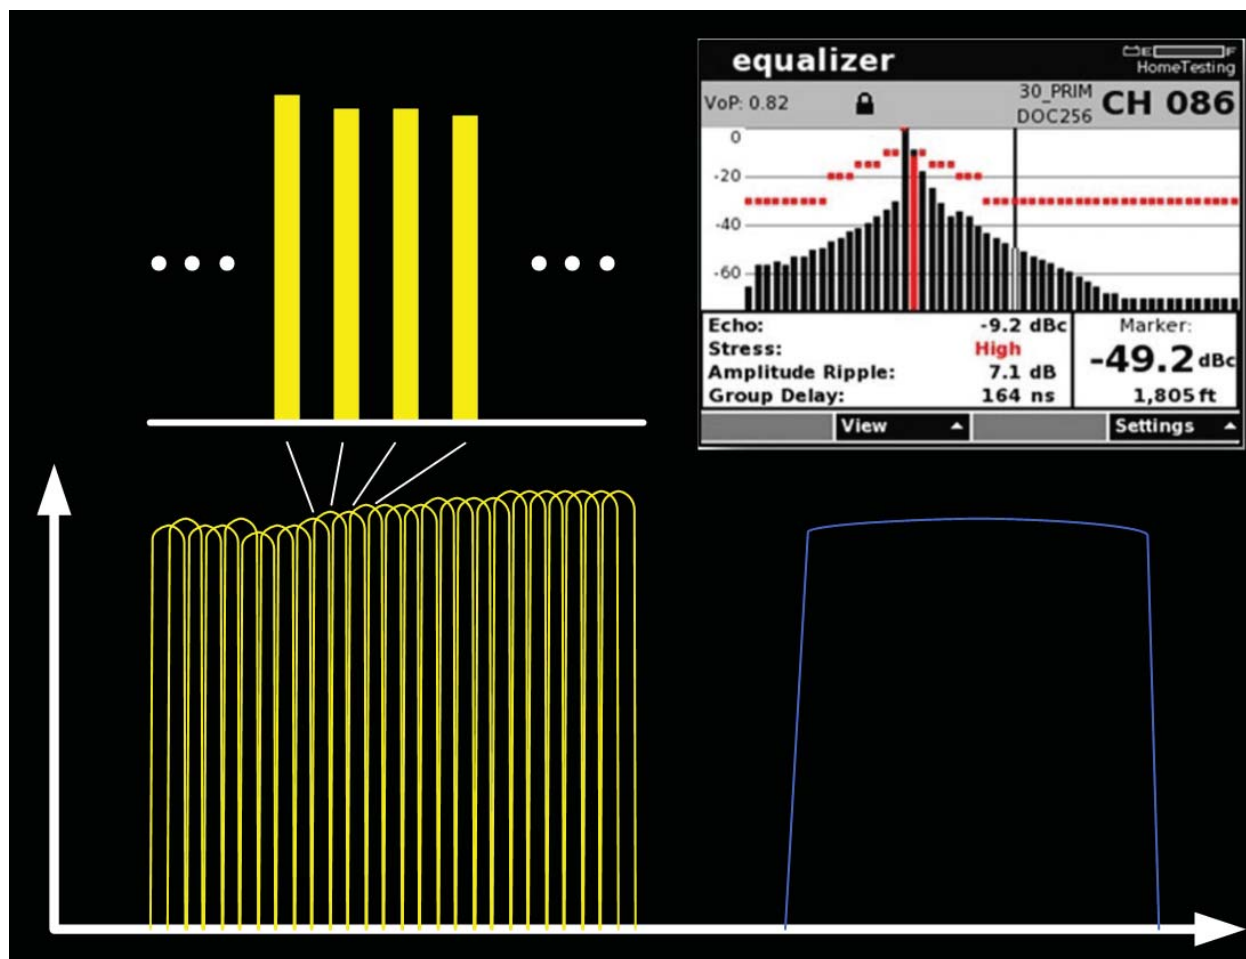 equalizer
E F
HomeTesting
VoP: 0.82
30_PRIM
DOC256
CH 086
0
-20
-40
-60
Echo: -9.2 dBc
Stress: High
Amplitude Ripple: 7.1 dB
Group Delay: 164 ns
Marker:
-49.2 dBc
1,805 ft
View
Settings